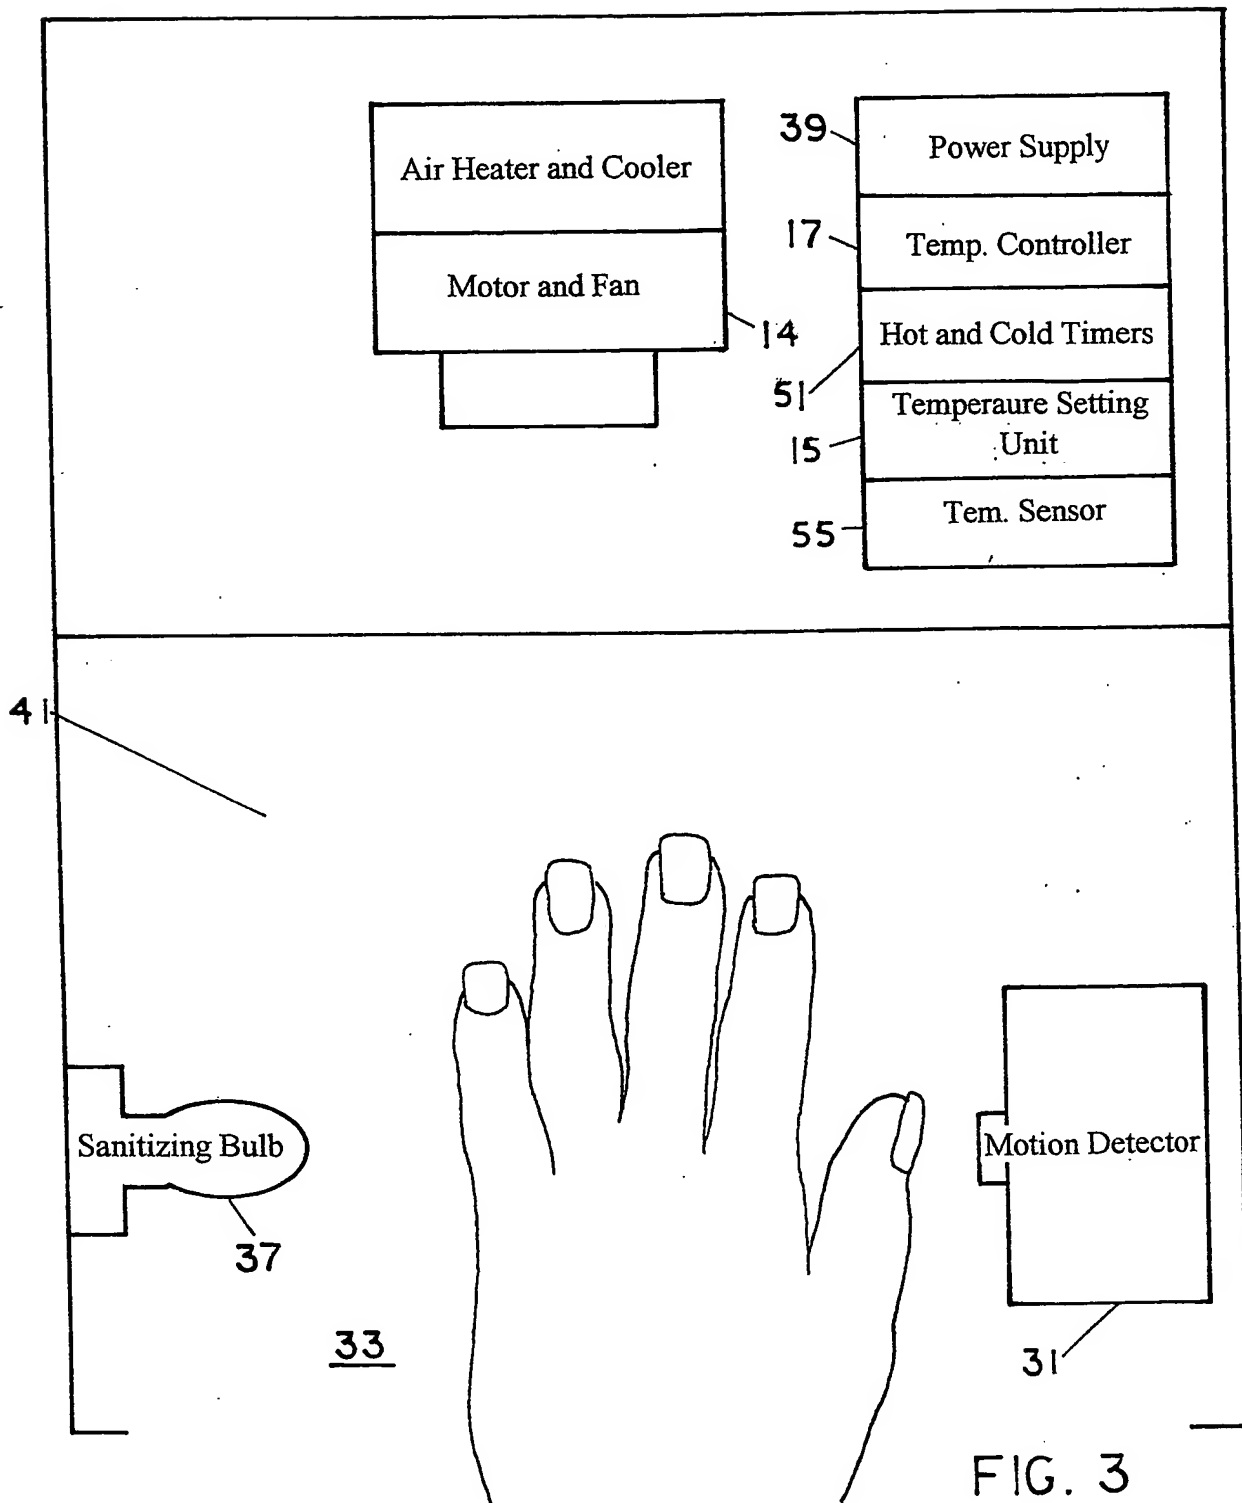 Air Heater and Cooler
Motor and Fan
14
39
Power Supply
17
Temp. Controller
51
Hot and Cold Timers
15
Temperaure Setting
Unit
55
Tem. Sensor
41
Sanitizing Bulb
37
33
Motion Detector
31
FIG. 3